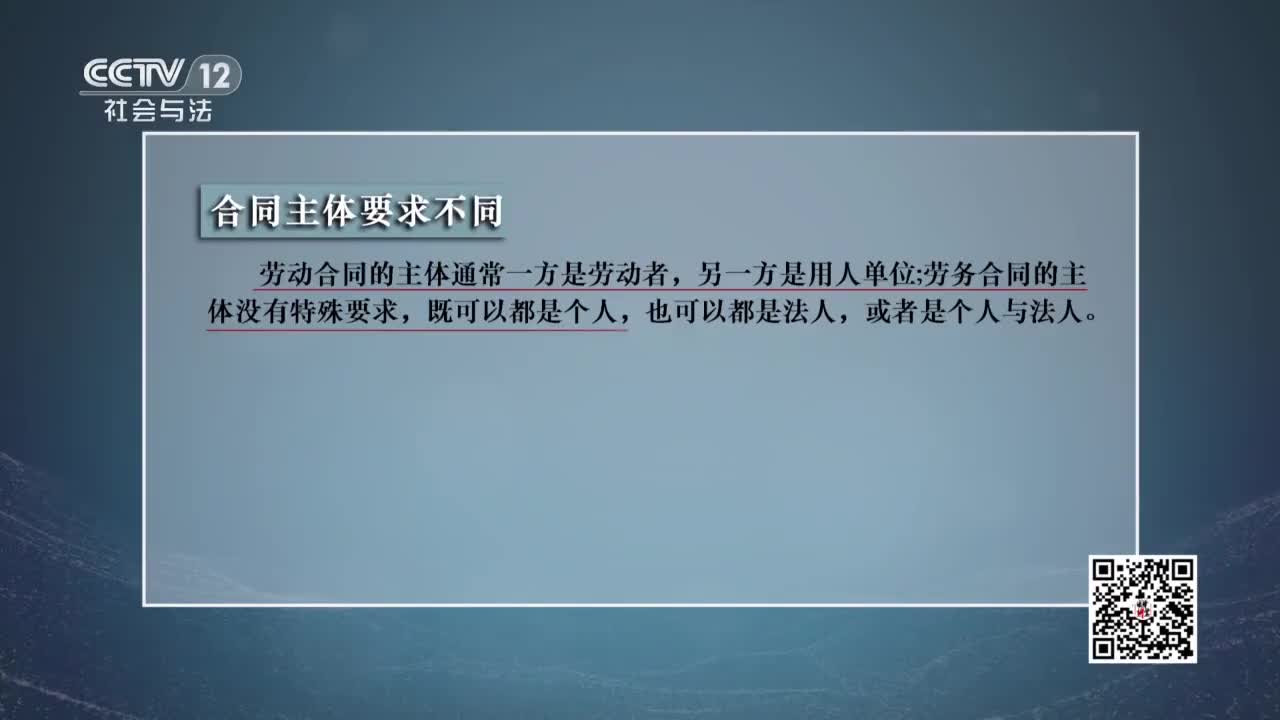 CCTV 12
社会与法
合同主体要求不同
劳动合同的主体通常一方是劳动者，另一方是用人单位;劳务合同的主
体没有特殊要求，既可以都是个人，也可以都是法人，或者是个人与法人。